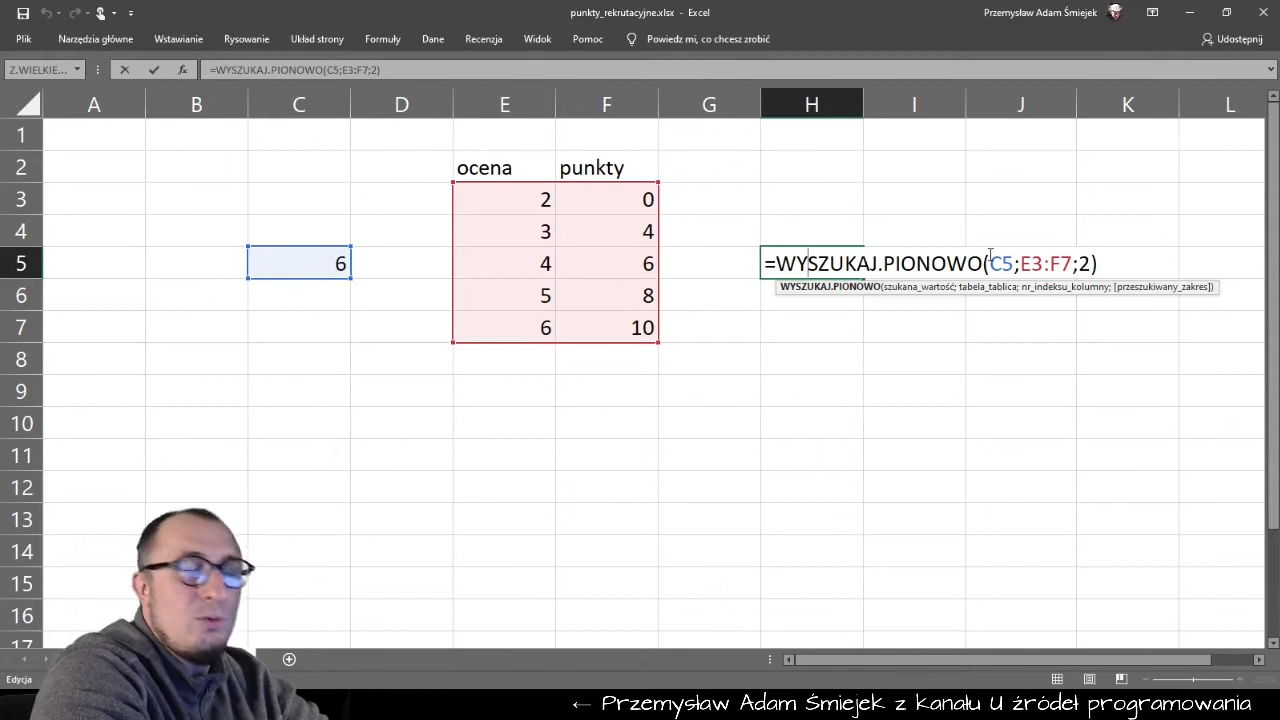 punkty_rekrutacyjne.xlsx - Excel
Przemysław Adam Śmiejek
Plik Narzędzia główne Wstawianie Rysowanie Układ strony Formuły Dane Recenzja Widok Pomoc Powiedz mi, co chcesz zrobić Udostępnij
Z.WIELKIE... fx =WYSZUKAJ.PIONOWO(C5;E3:F7;2)
A B C D E F G H I J K L
1
2 ocena punkty
3 2 0
4 3 4
5 6 4 6 =WYSZUKAJ.PIONOWO(C5;E3:F7;2)
WYSZUKAJ.PIONOWO(szukana_wartość; tabela_tablica; nr_indeksu_kolumny; [przeszukiwany_zakres])
6 5 8
7 6 10
8
9
10
11
12
13
14
15
16
17
Edycja
← Przemysław Adam Śmiejek z kanału U źródeł programowania